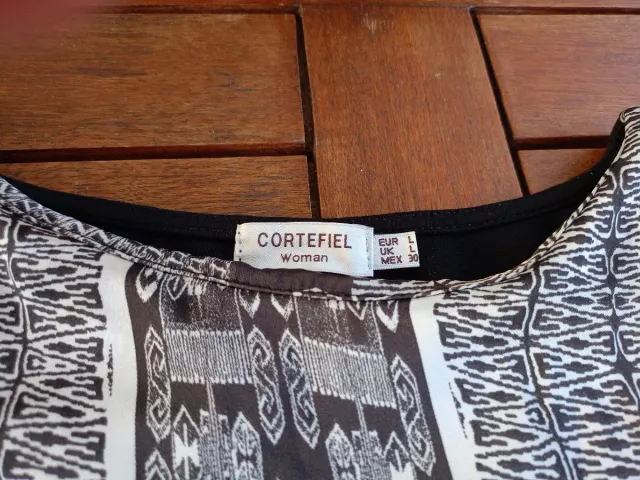 CORTEFIEL
Woman
EUR L
UK L
MEX 30